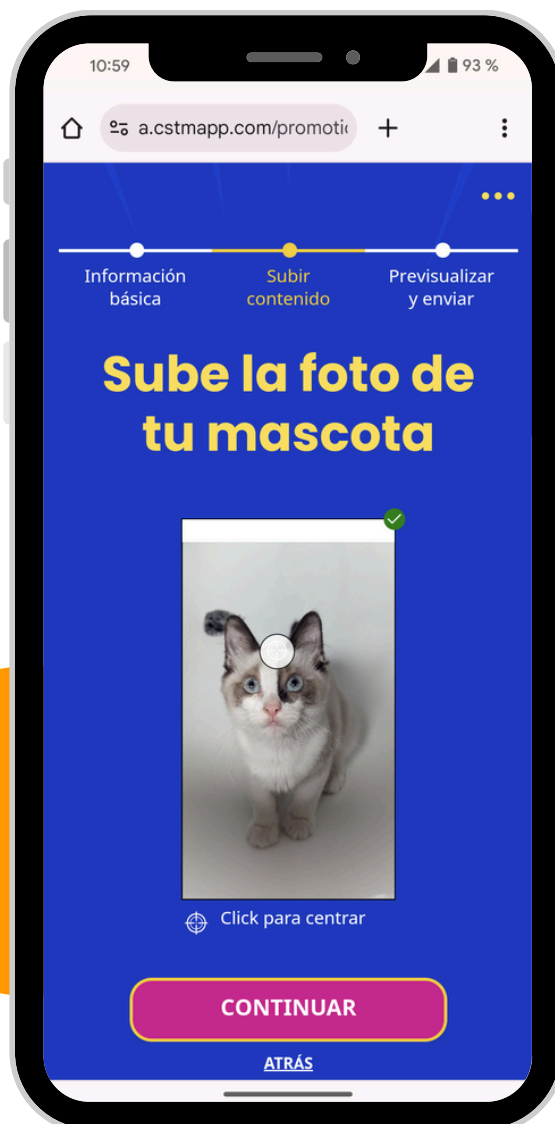 10:59
93 %
a.cstmapp.com/promotic
Información
básica
Subir
contenido
Previsualizar
y enviar
Sube la foto de
tu mascota
Click para centrar
CONTINUAR
ATRÁS